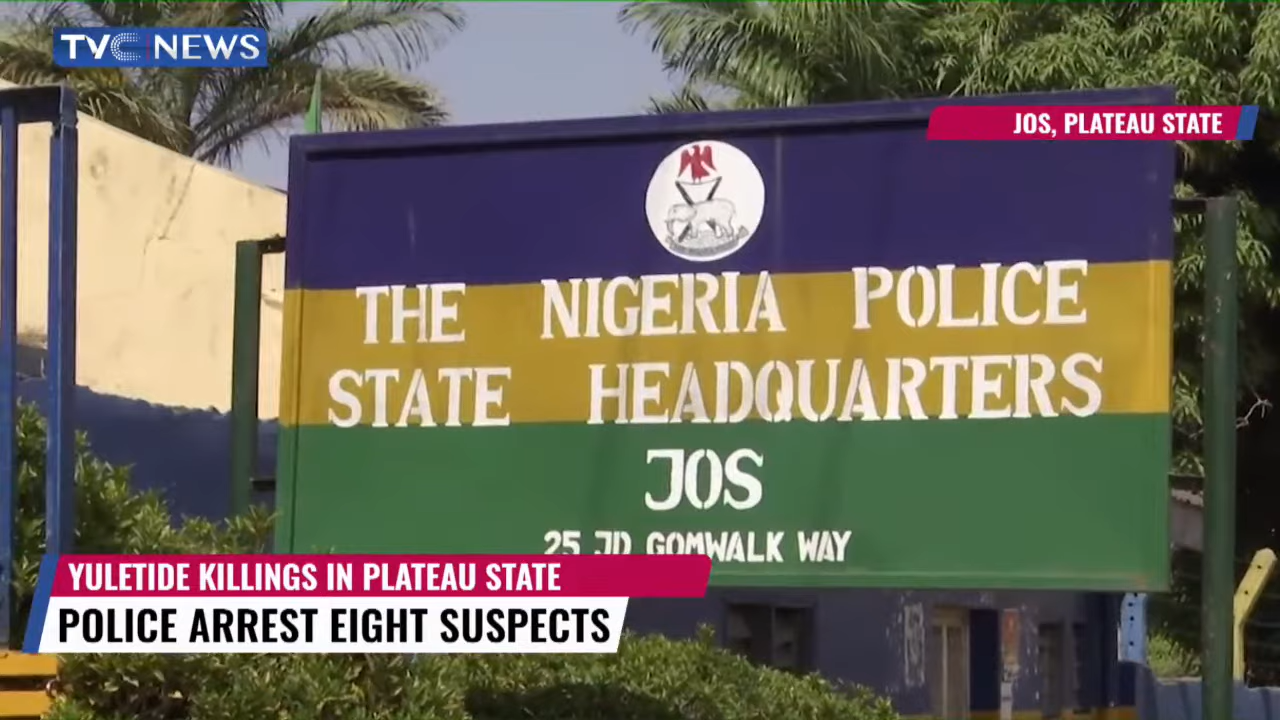 TVC NEWS
JOS, PLATEAU STATE
THE NIGERIA POLICE
STATE HEADQUARTERS
JOS
25 JD GOMWALK WAY
YULETIDE KILLINGS IN PLATEAU STATE
POLICE ARREST EIGHT SUSPECTS